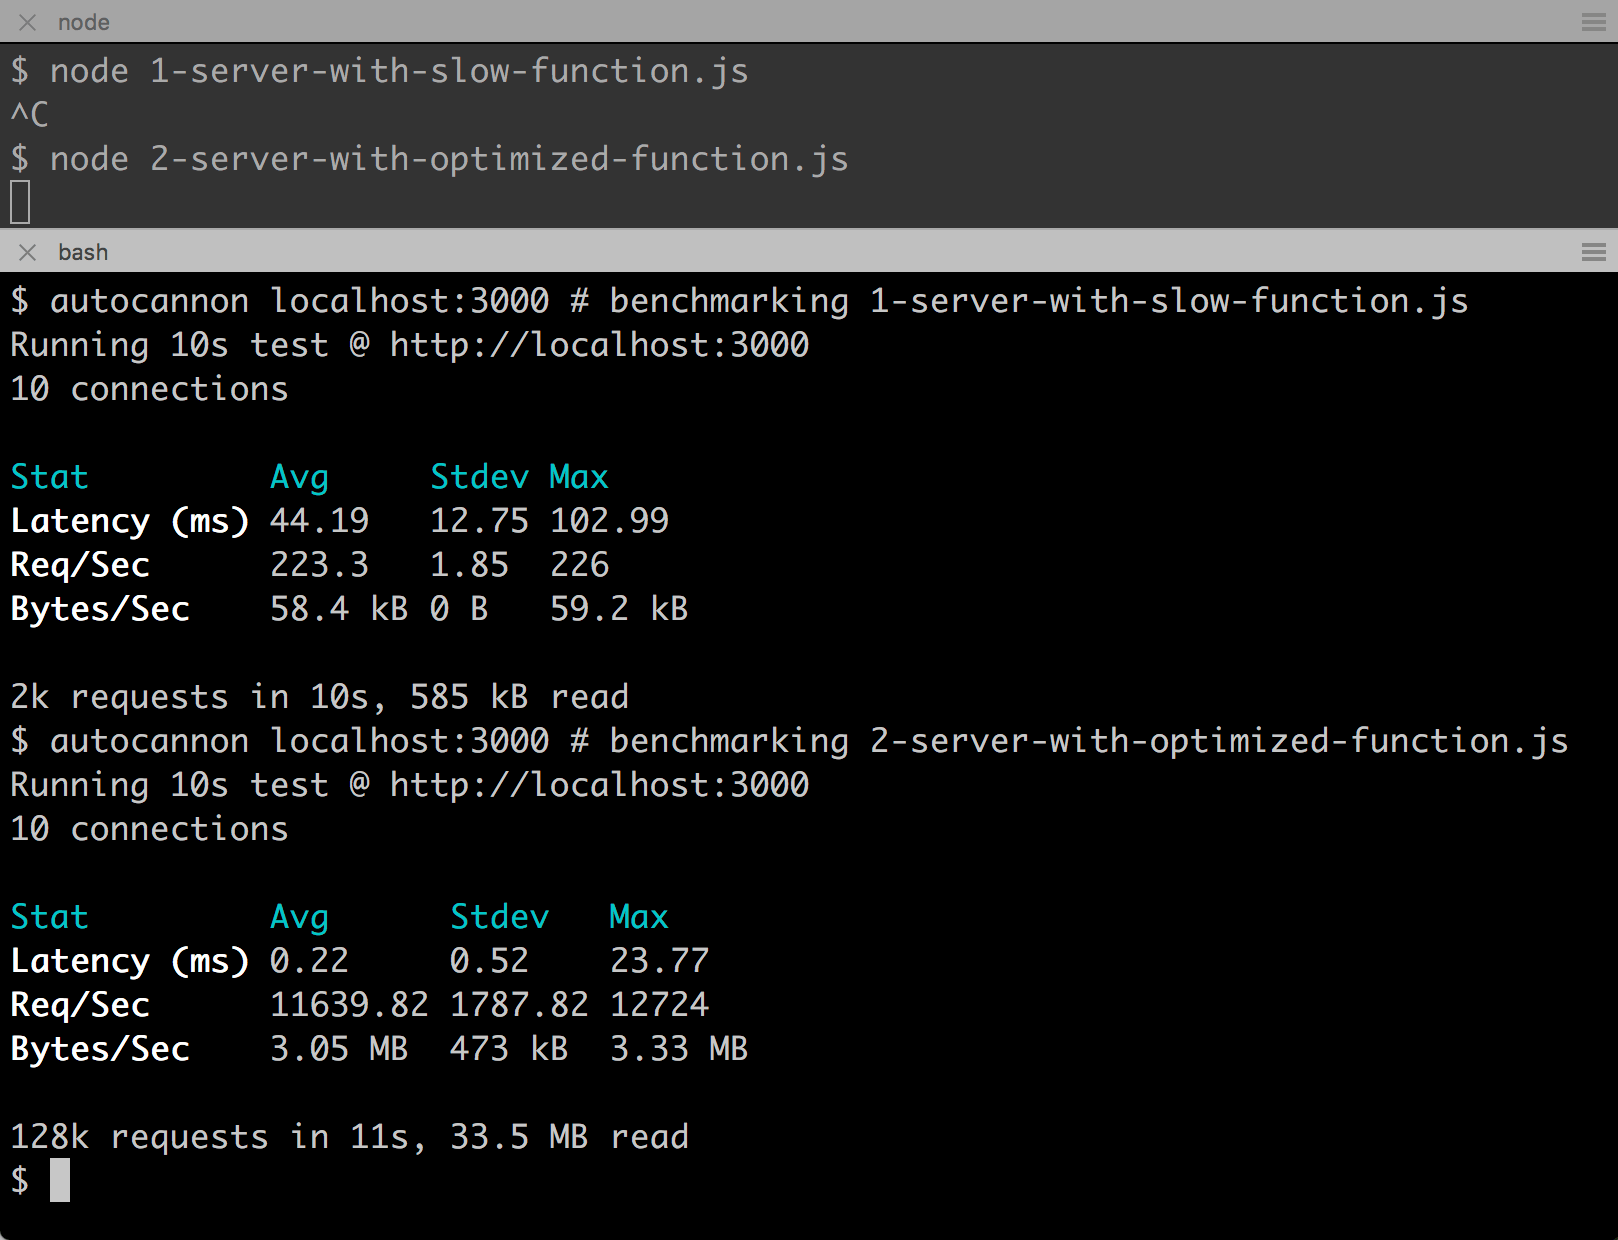 node
$ node 1-server-with-slow-function.js
^C
$ node 2-server-with-optimized-function.js
bash
$ autocannon localhost:3000 # benchmarking 1-server-with-slow-function.js
Running 10s test @ http://localhost:3000
10 connections
Stat Avg Stdev Max
Latency (ms) 44.19 12.75 102.99
Req/Sec 223.3 1.85 226
Bytes/Sec 58.4 kB 0 B 59.2 kB
2k requests in 10s, 585 kB read
$ autocannon localhost:3000 # benchmarking 2-server-with-optimized-function.js
Running 10s test @ http://localhost:3000
10 connections
Stat Avg Stdev Max
Latency (ms) 0.22 0.52 23.77
Req/Sec 11639.82 1787.82 12724
Bytes/Sec 3.05 MB 473 kB 3.33 MB
128k requests in 11s, 33.5 MB read
$